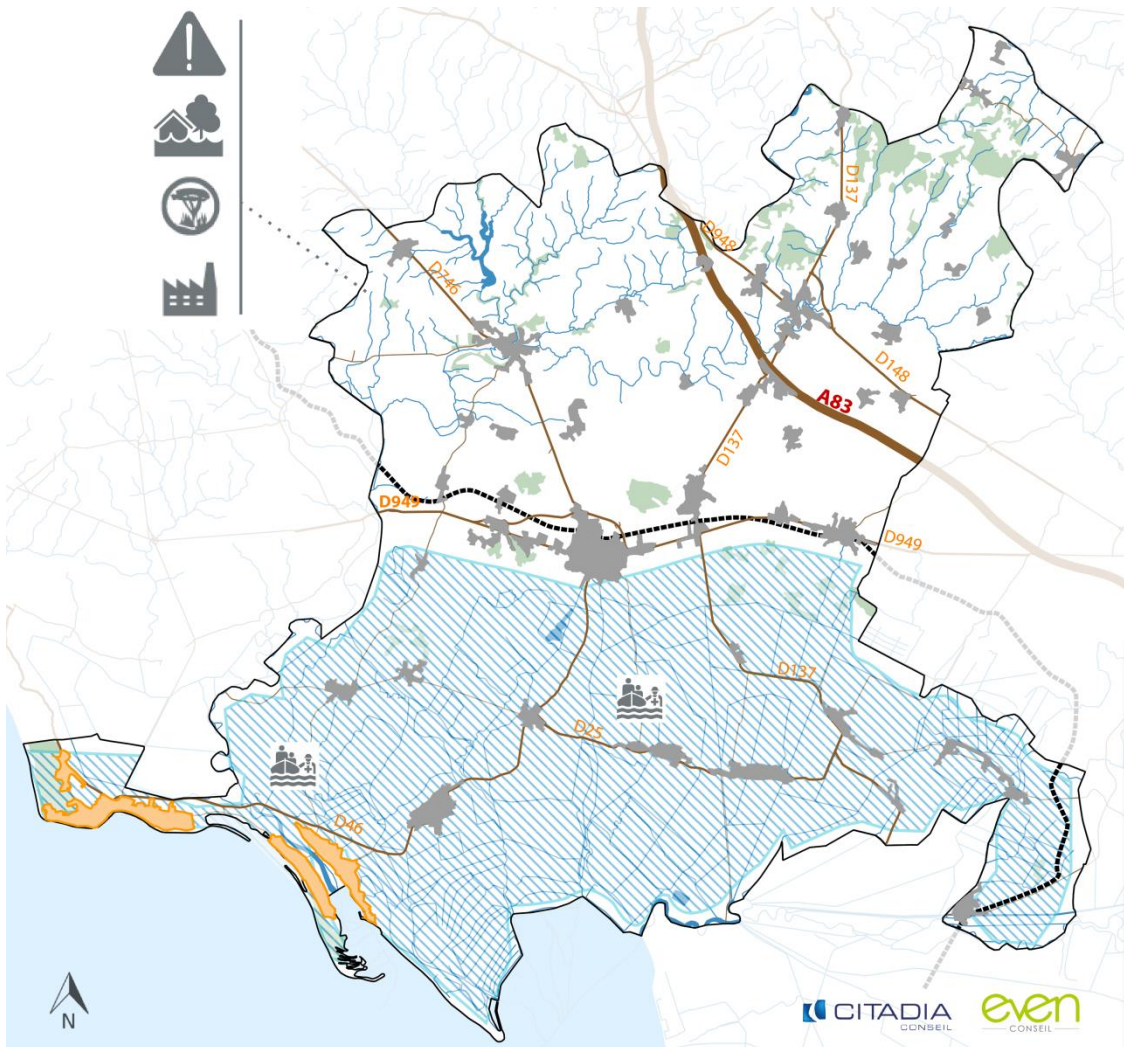 D137
D948
D746
D148
A83
D137
D949
D949
D137
D25
D46
N
CITADIA
CONSEIL
even
CONSEIL